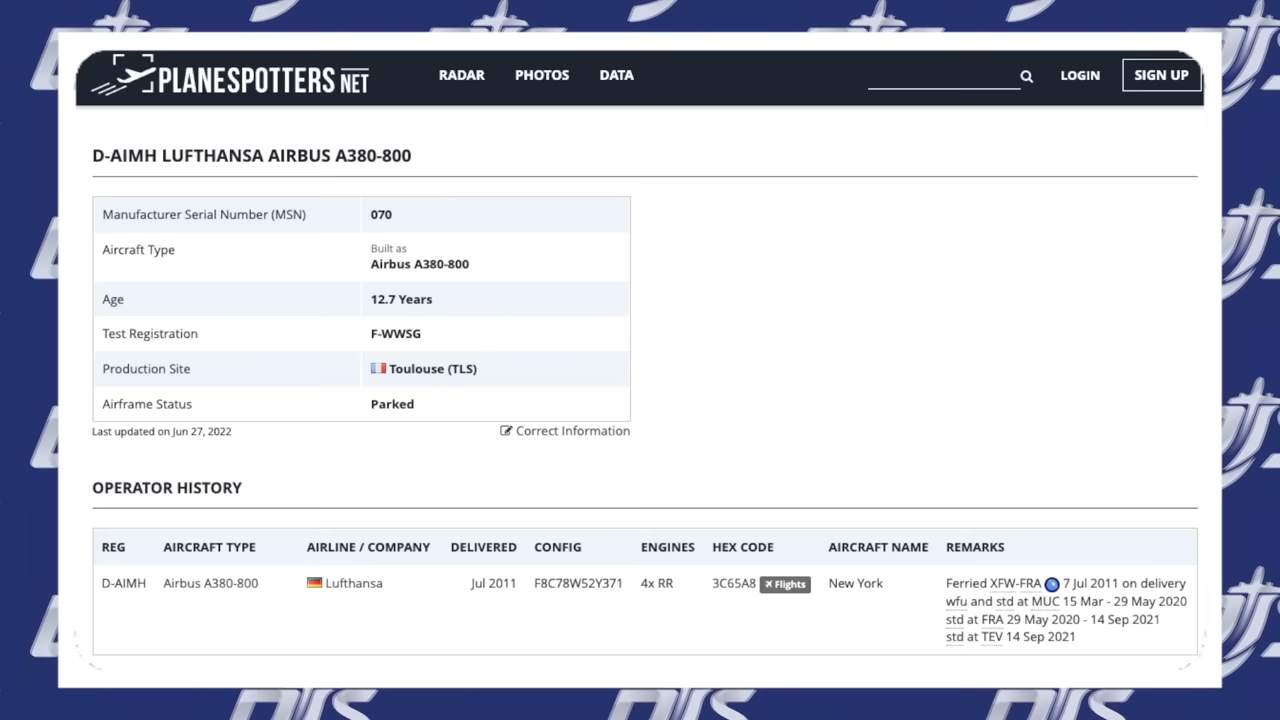 PLANESPOTTERS NET
RADAR PHOTOS DATA LOGIN SIGN UP
D-AIMH LUFTHANSA AIRBUS A380-800
Manufacturer Serial Number (MSN) 070
Aircraft Type Built as
Airbus A380-800
Age 12.7 Years
Test Registration F-WWSG
Production Site Toulouse (TLS)
Airframe Status Parked
Last updated on Jun 27, 2022 Correct Information
OPERATOR HISTORY
REG AIRCRAFT TYPE AIRLINE / COMPANY DELIVERED CONFIG ENGINES HEX CODE AIRCRAFT NAME REMARKS
D-AIMH Airbus A380-800 Lufthansa Jul 2011 F8C78W52Y371 4x RR 3C65A8 Flights New York Ferried XFW-FRA 7 Jul 2011 on delivery
wfu and std at MUC 15 Mar - 29 May 2020
std at FRA 29 May 2020 - 14 Sep 2021
std at TEV 14 Sep 2021